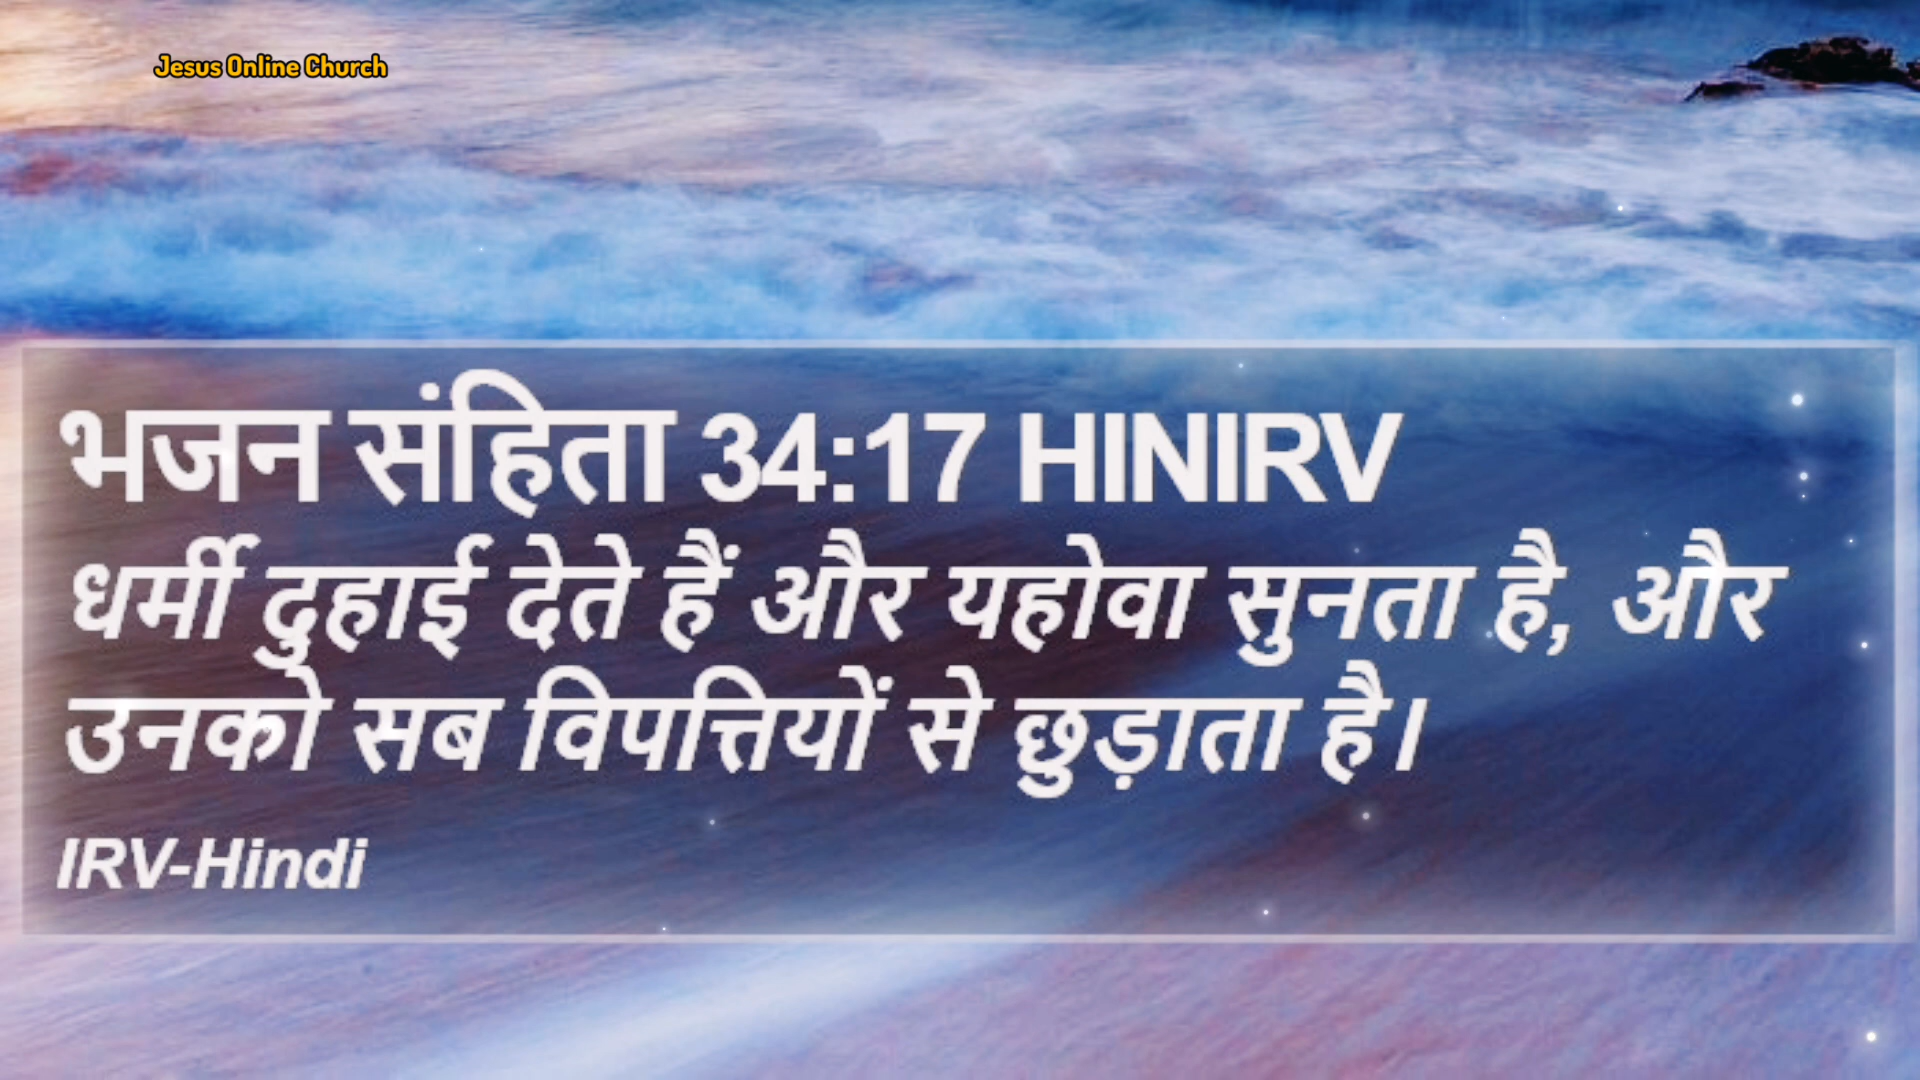 Jesus Online Church
भजन संहिता 34:17 HINIRV
धर्मी दुहाई देते हैं और यहोवा सुनता है, और
उनको सब विपत्तियों से छुड़ाता है।
IRV-Hindi